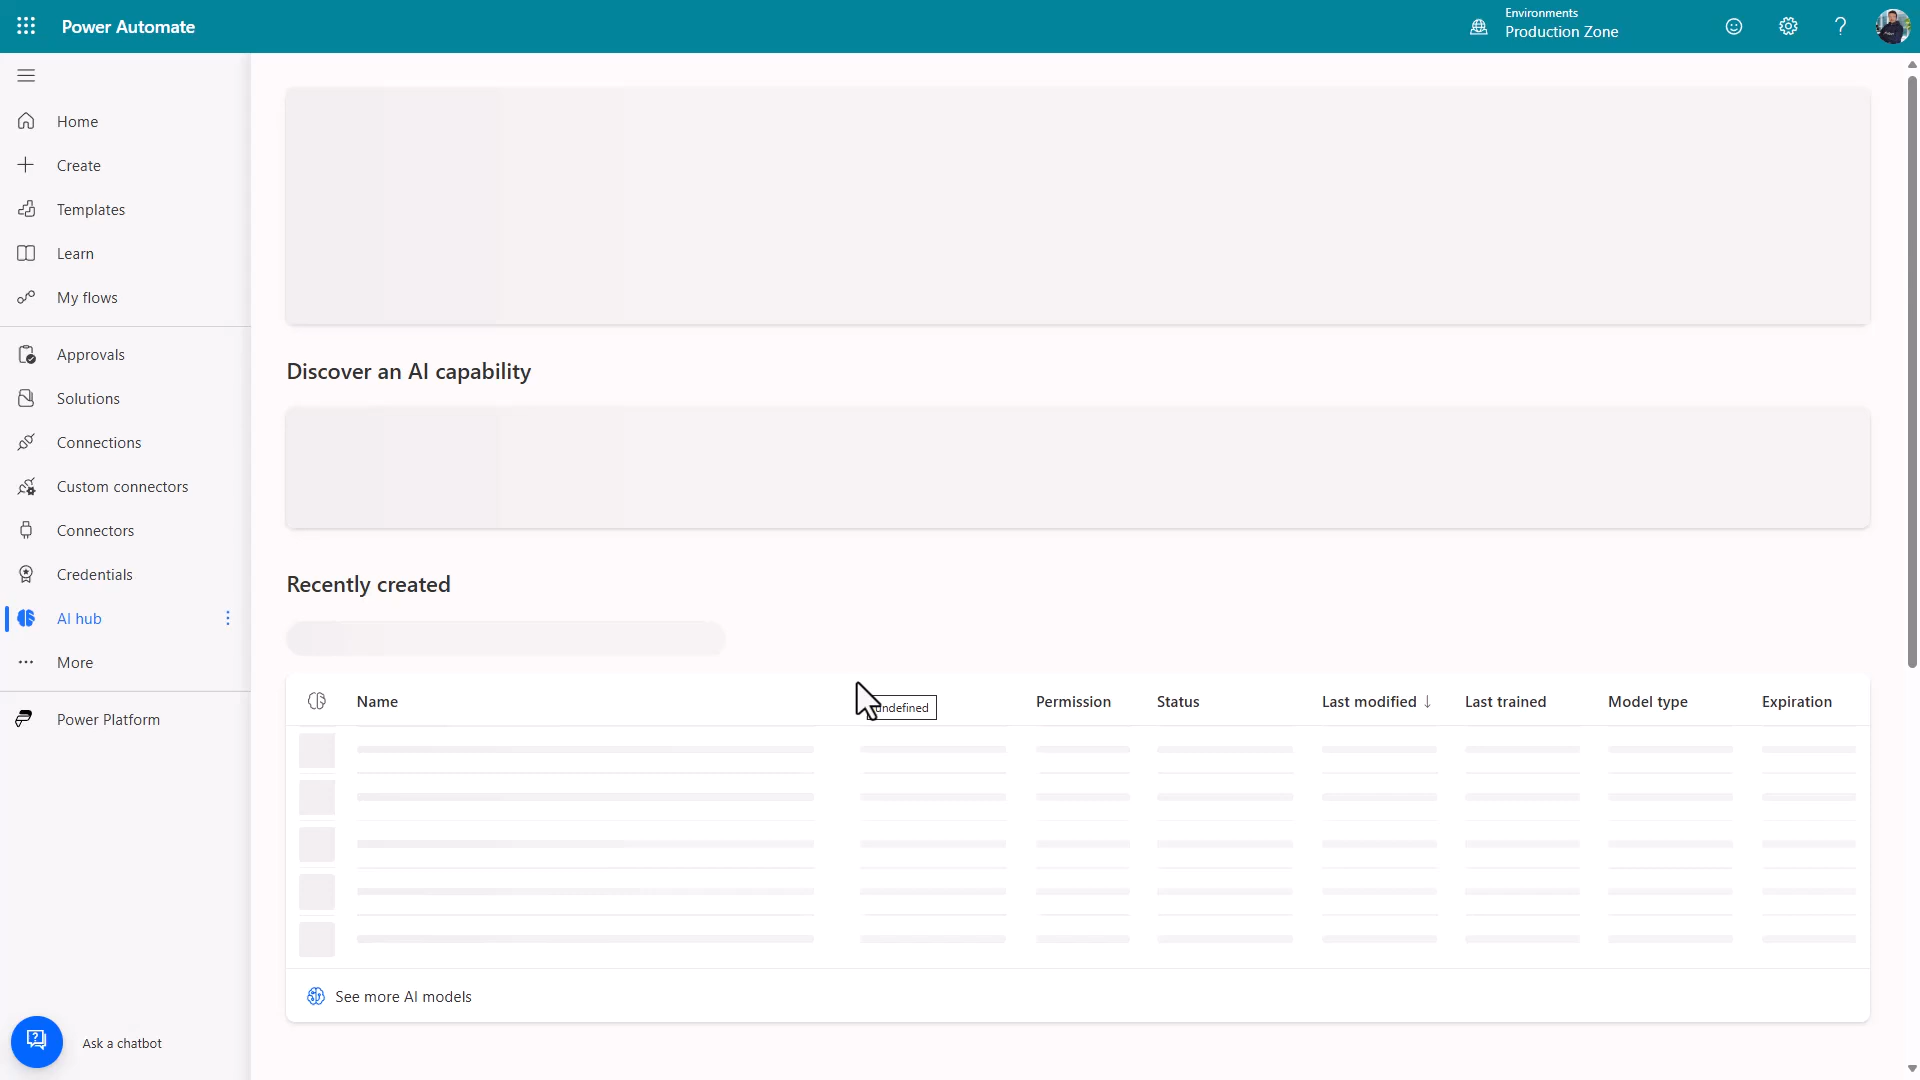 Power Automate
Environments
Production Zone
Home
Create
Templates
Learn
My flows
Approvals
Solutions
Connections
Custom connectors
Connectors
Credentials
AI hub
More
Power Platform
Ask a chatbot
Discover an AI capability
Recently created
Name
undefined
Permission
Status
Last modified ↓
Last trained
Model type
Expiration
See more AI models